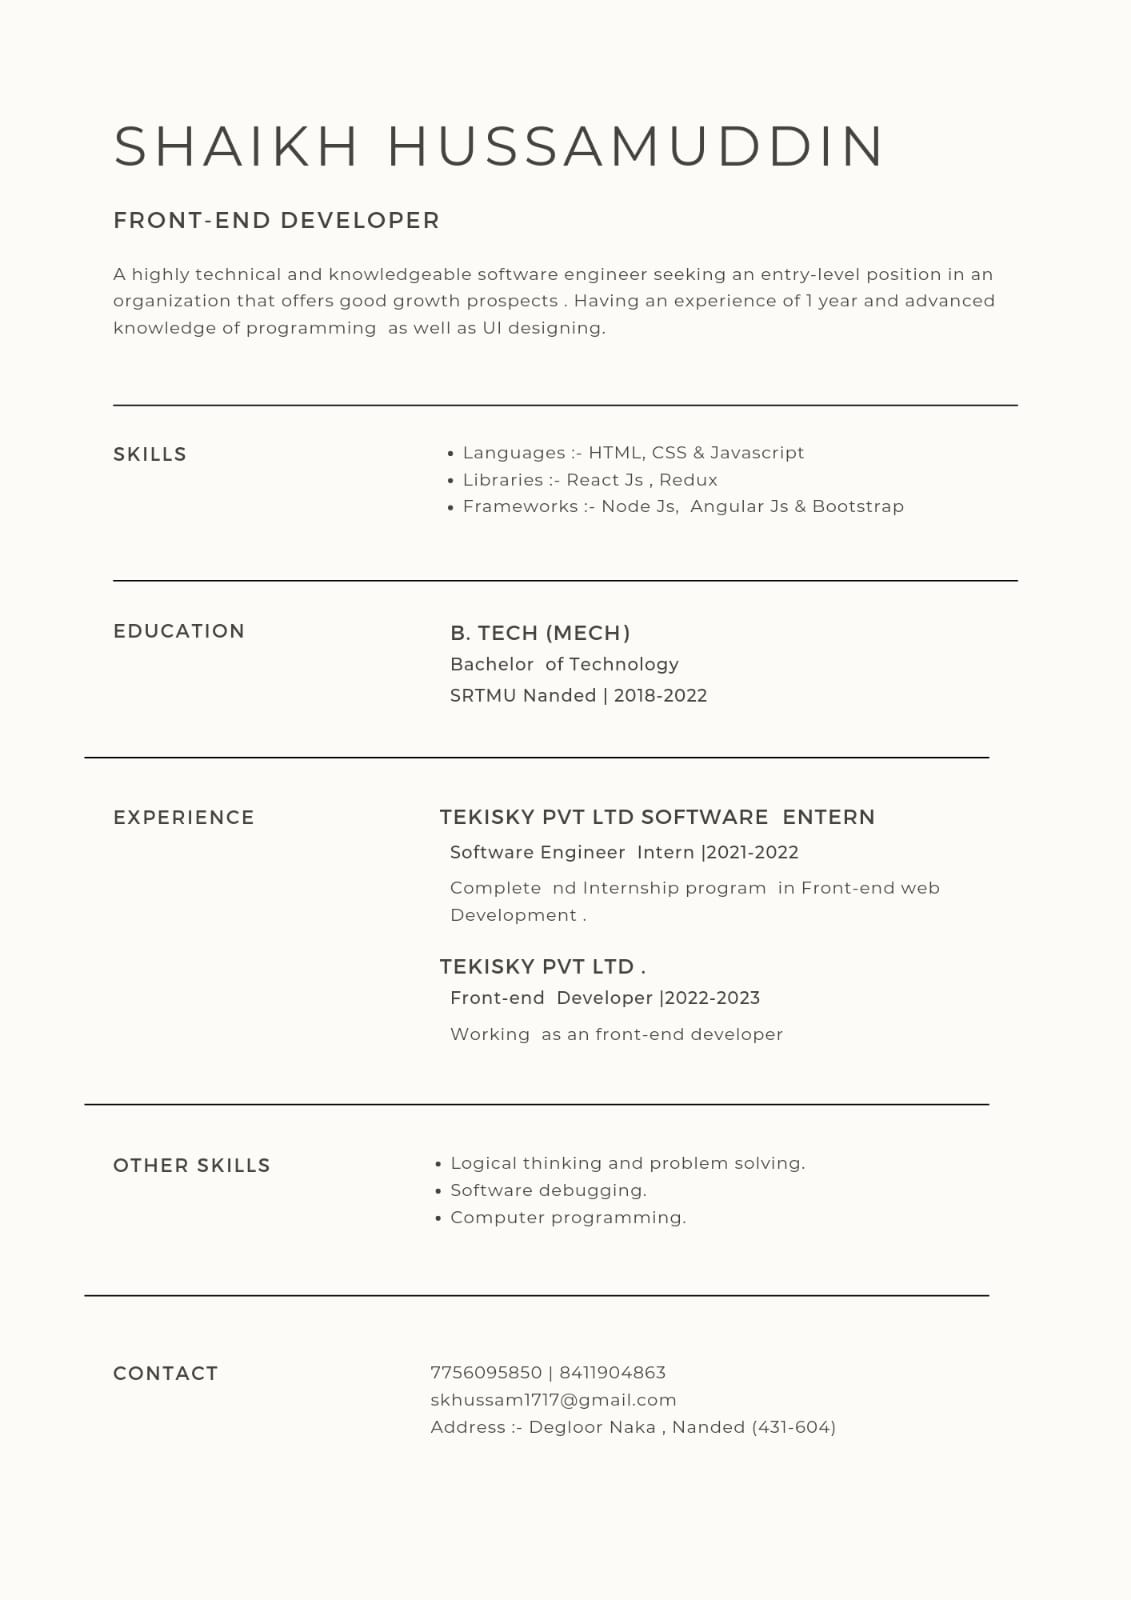 SHAIKH HUSSAMUDDIN
FRONT-END DEVELOPER
A highly technical and knowledgeable software engineer seeking an entry-level position in an
organization that offers good growth prospects . Having an experience of 1 year and advanced
knowledge of programming  as well as UI designing.
SKILLS
• Languages :- HTML, CSS & Javascript
• Libraries :- React Js , Redux
• Frameworks :- Node Js,  Angular Js & Bootstrap
EDUCATION
B. TECH (MECH)
Bachelor  of Technology
SRTMU Nanded | 2018-2022
EXPERIENCE
TEKISKY PVT LTD SOFTWARE  ENTERN
Software Engineer  Intern |2021-2022
Complete  nd Internship program  in Front-end web
Development .
TEKISKY PVT LTD .
Front-end  Developer |2022-2023
Working  as an front-end developer
OTHER SKILLS
• Logical thinking and problem solving.
• Software debugging.
• Computer programming.
CONTACT
7756095850 | 8411904863
skhussam1717@gmail.com
Address :- Degloor Naka , Nanded (431-604)